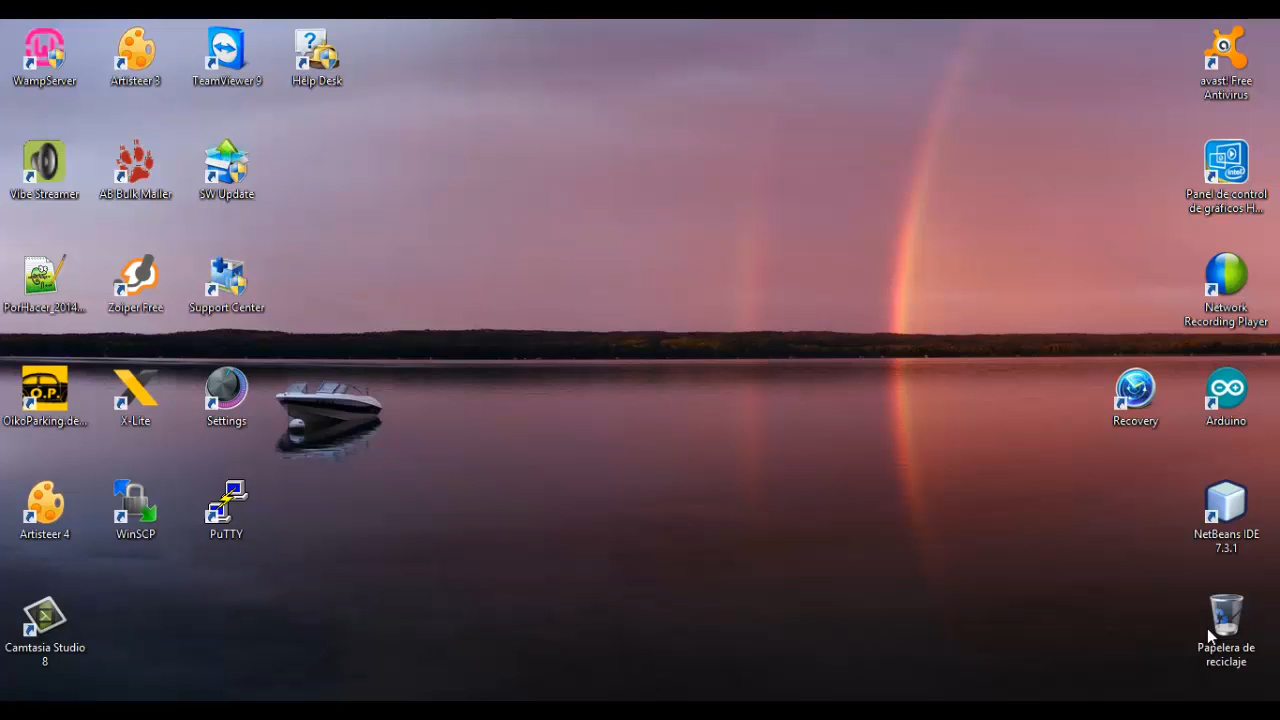 WampServer
Artisteer 3
TeamViewer 9
Help Desk
avast! Free
Antivirus
Vibe Streamer
AB Bulk Mailer
SW Update
Panel de control
de gráficos H...
PorHacer_2014...
Zoiper Free
Support Center
Network
Recording Player
O.P.
OlkoParking.de...
X-Lite
Settings
Recovery
Arduino
Artisteer 4
WinSCP
PuTTY
NetBeans IDE
7.3.1
Camtasia Studio
8
Papelera de
reciclaje